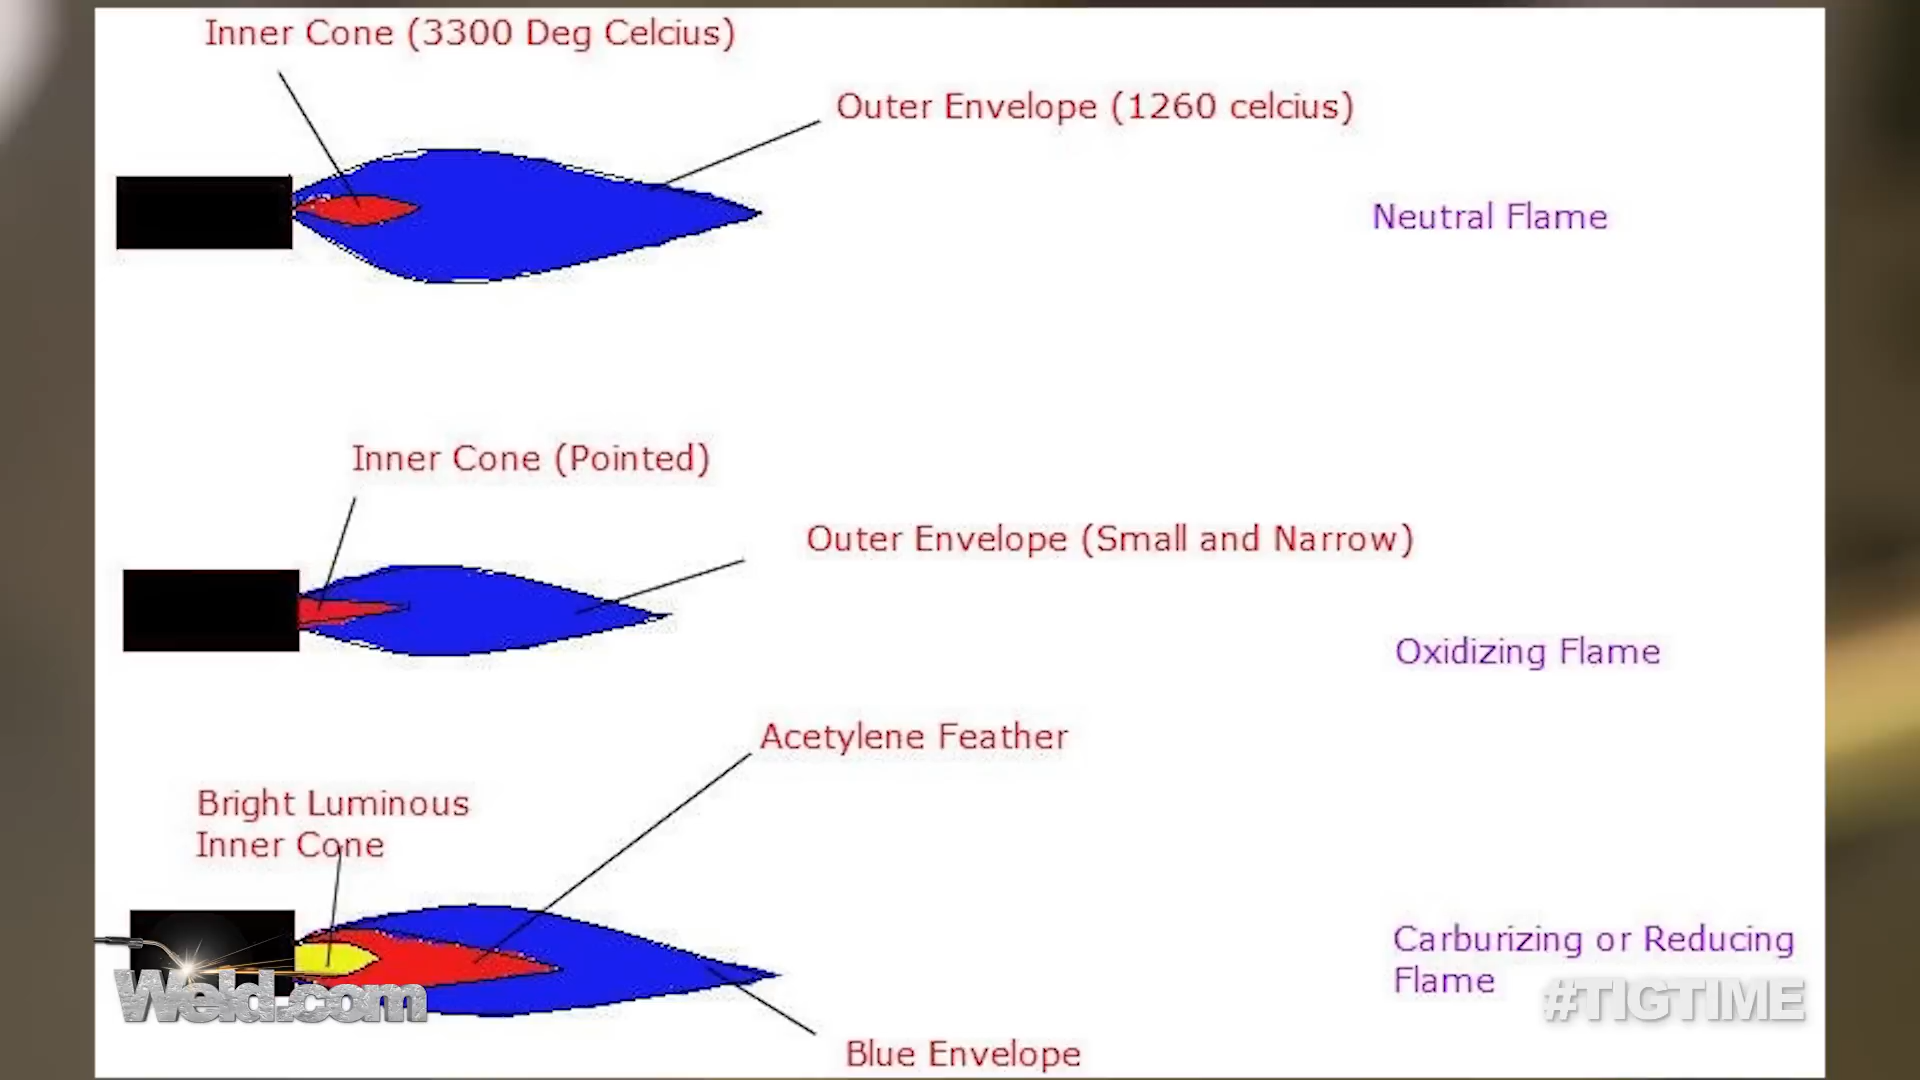 Inner Cone (3300 Deg Celcius)
Outer Envelope (1260 celcius)
Neutral Flame
Inner Cone (Pointed)
Outer Envelope (Small and Narrow)
Oxidizing Flame
Acetylene Feather
Bright Luminous
Inner Cone
Carburizing or Reducing
Flame
Weld.com
#TIGTIME
Blue Envelope